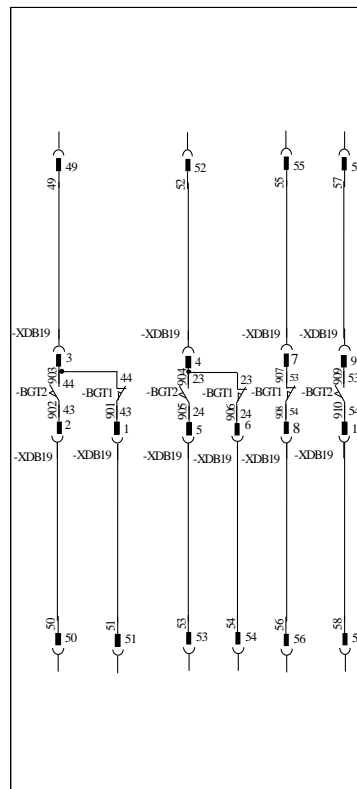 49 52 55 5
49 52 55 57
-XDB19 -XDB19 -XDB19 -XDB19
3 4 7 9
903 904 907 909
44 44 23 23 53 53
-BGT2 -BGT1 -BGT2 -BGT1 -BGT1 -BGT2
43 43 24 24 54 54
902 901 905 906 908 910
2 1 5 6 8 1
-XDB19 -XDB19 -XDB19 -XDB19 -XDB19 -XDB19
50 51 53 54 56 58
50 51 53 54 56 5